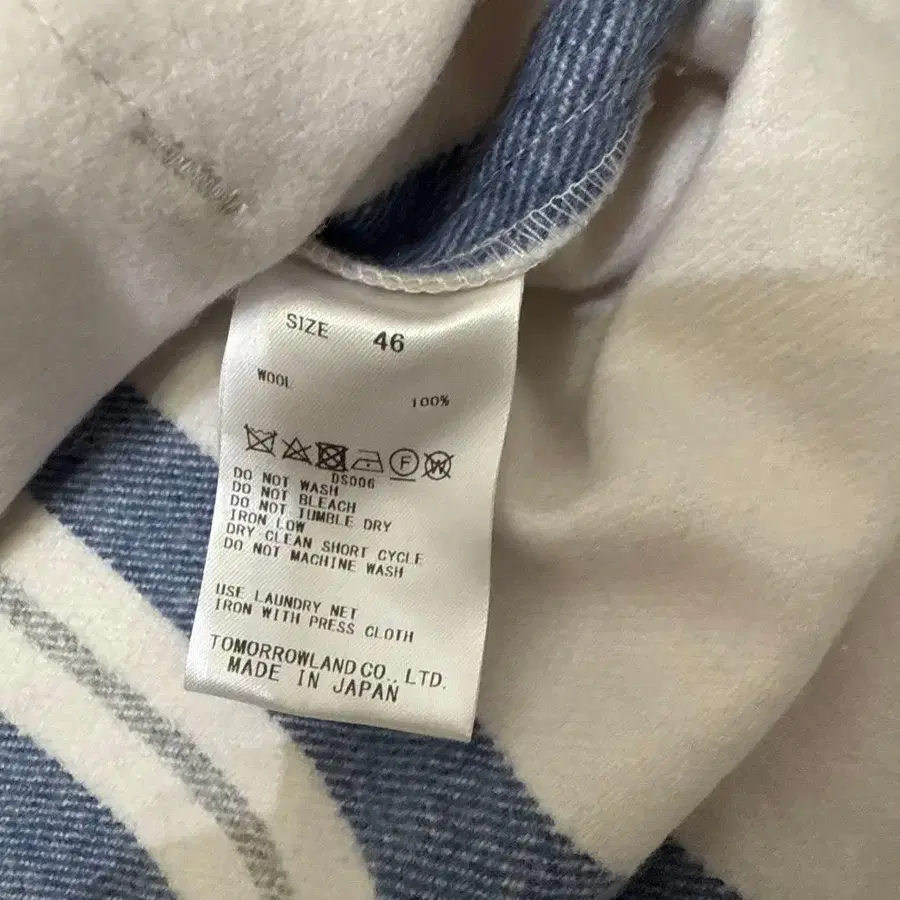 SIZE 46
WOOL
100%
F W
DS006
DO NOT WASH
DO NOT BLEACH
DO NOT TUMBLE DRY
IRON LOW
DRY CLEAN SHORT CYCLE
DO NOT MACHINE WASH
USE LAUNDRY NET
IRON WITH PRESS CLOTH
TOMORROWLAND CO., LTD.
MADE IN JAPAN